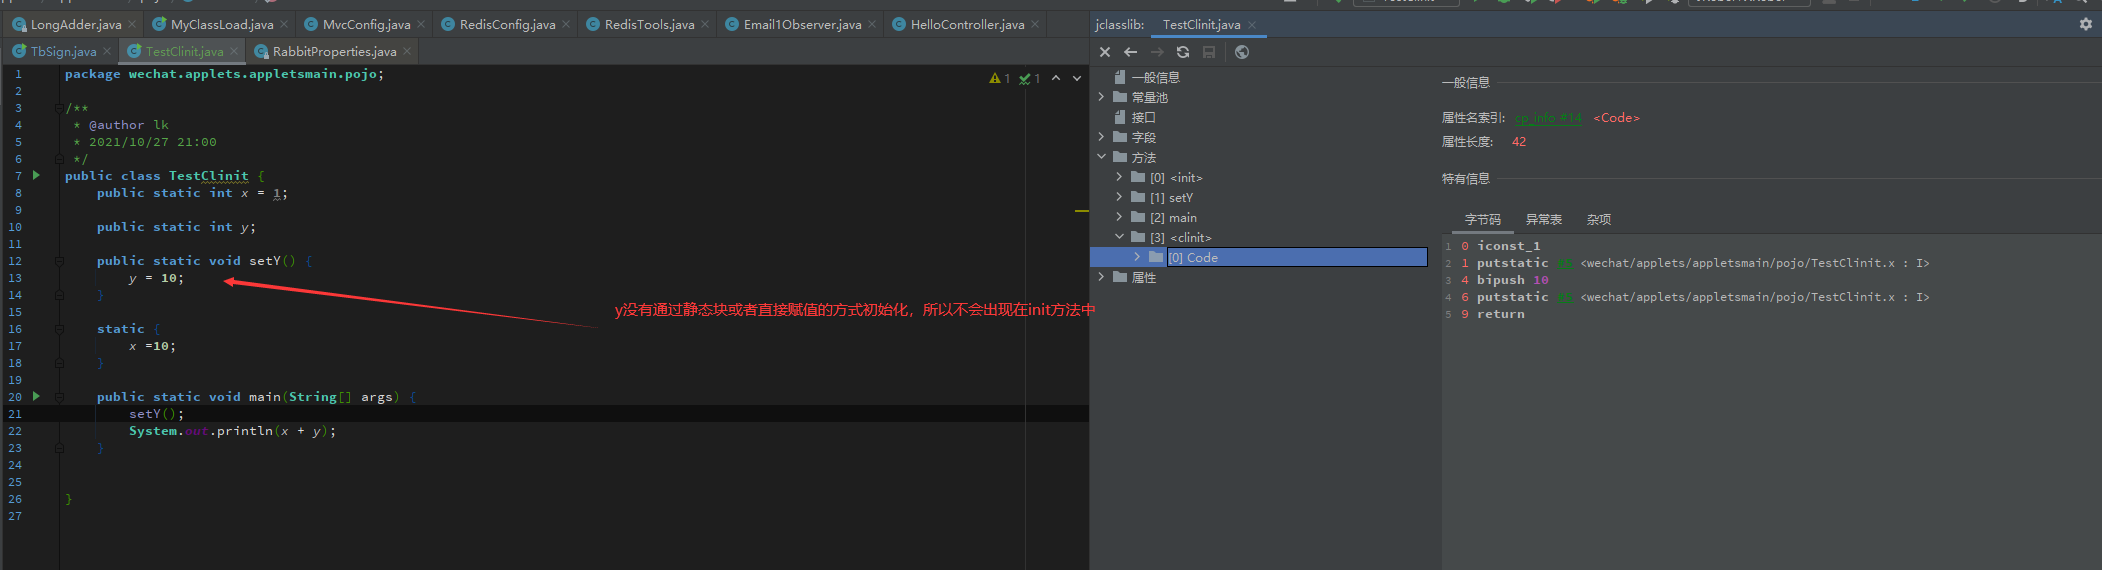 LongAdder.java MyClassLoad.java MvcConfig.java RedisConfig.java RedisTools.java Email1Observer.java HelloController.java
TbSign.java TestClinit.java RabbitProperties.java
1 package wechat.applets.appletsmain.pojo;
2
3 /**
4 * @author lk
5 * 2021/10/27 21:00
6 */
7 public class TestClinit {
8 public static int x = 1;
9
10 public static int y;
11
12 public static void setY() {
13 y = 10;
14 }
15
16 static {
17 x =10;
18 }
19
20 public static void main(String[] args) {
21 setY();
22 System.out.println(x + y);
23 }
24
25
26 }
27
1 1
y没有通过静态块或者直接赋值的方式初始化，所以不会出现在init方法中
jclasslib: TestClinit.java
一般信息
常量池
接口
字段
方法
[0] <init>
[1] setY
[2] main
[3] <clinit>
[0] Code
属性
一般信息
属性名索引: cp_info #14 <Code>
属性长度: 42
特有信息
字节码 异常表 杂项
1 0 iconst_1
2 1 putstatic #5 <wechat/applets/appletsmain/pojo/TestClinit.x : I>
3 4 bipush 10
4 6 putstatic #5 <wechat/applets/appletsmain/pojo/TestClinit.x : I>
5 9 return